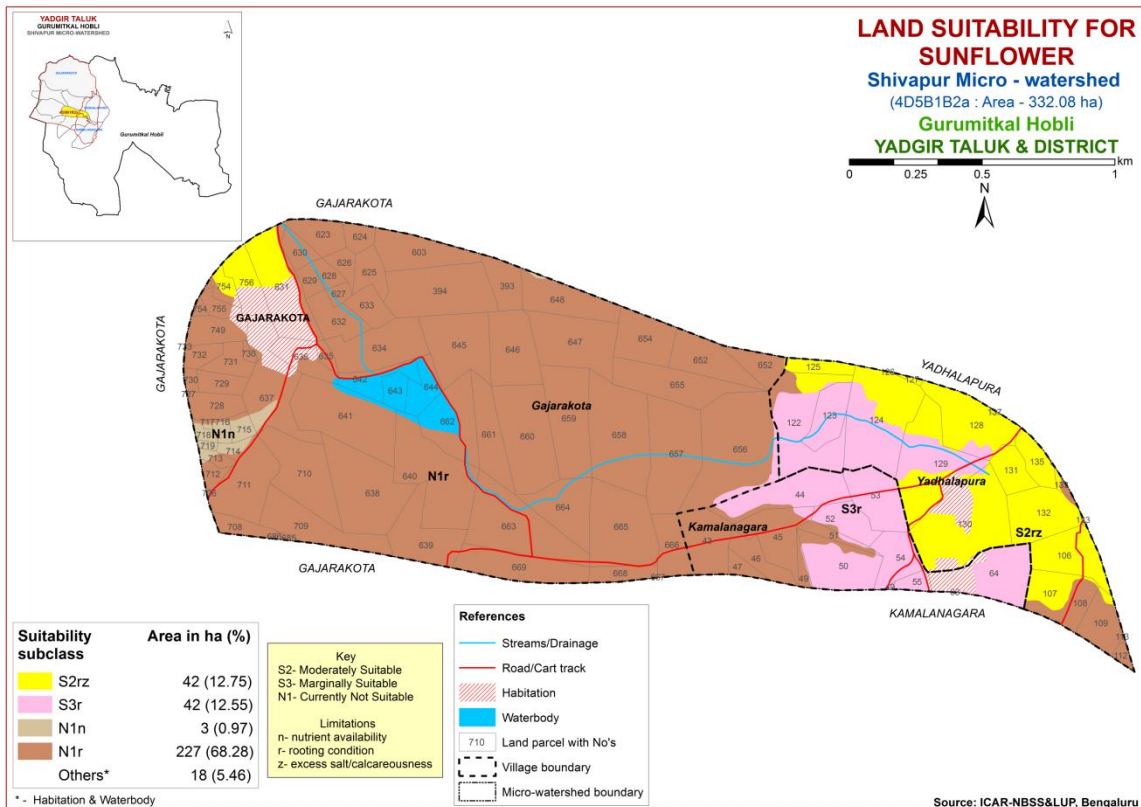 YADGIR TALUK
GURUMITKAL HOBLI
SHIVAPUR MICRO-WATERSHED
N
GAJARAKOTA
Gurumitkal Hobli
LAND SUITABILITY FOR
SUNFLOWER
Shivapur Micro - watershed
(4D5B1B2a : Area - 332.08 ha)
Gurumitkal Hobli
YADGIR TALUK & DISTRICT
km
0 0.25 0.5 1
N
GAJARAKOTA
623 624 603
630 626 625
629 628 394 393 648
754 756 631 627 633
754 755 GAJARAKOTA 632
749 634 645 646 647 654
732 731 636 635 652 652
730 729 642 643 644 655
728 637 641 662 659 Gajarakota
717 715 N1n 661 660 658
718 719 714 657 656
713 712 711 710 638 640 N1r 664
708 709 663 665 666
639 669 668
GAJARAKOTA
GAJARAKOTA
GAJARAKOTA
YADHALAPURA
125 127
122 123 124 128
129 131 135
Yadhalapura
44 53 S3r 132
Kamalanagara 52 51 130 S2rz
43 45 46 47 49 50 54 55 64 106
107 108 109
KAMALANAGARA
Suitability subclass Area in ha (%)
S2rz 42 (12.75)
S3r 42 (12.55)
N1n 3 (0.97)
N1r 227 (68.28)
Others* 18 (5.46)
* - Habitation & Waterbody
Key
S2- Moderately Suitable
S3- Marginally Suitable
N1- Currently Not Suitable
Limitations
n- nutrient availability
r- rooting condition
z- excess salt/calcareousness
References
Streams/Drainage
Road/Cart track
Habitation
Waterbody
710 Land parcel with No's
Village boundary
Micro-watershed boundary
Source: ICAR-NBSS&LUP, Bengaluru